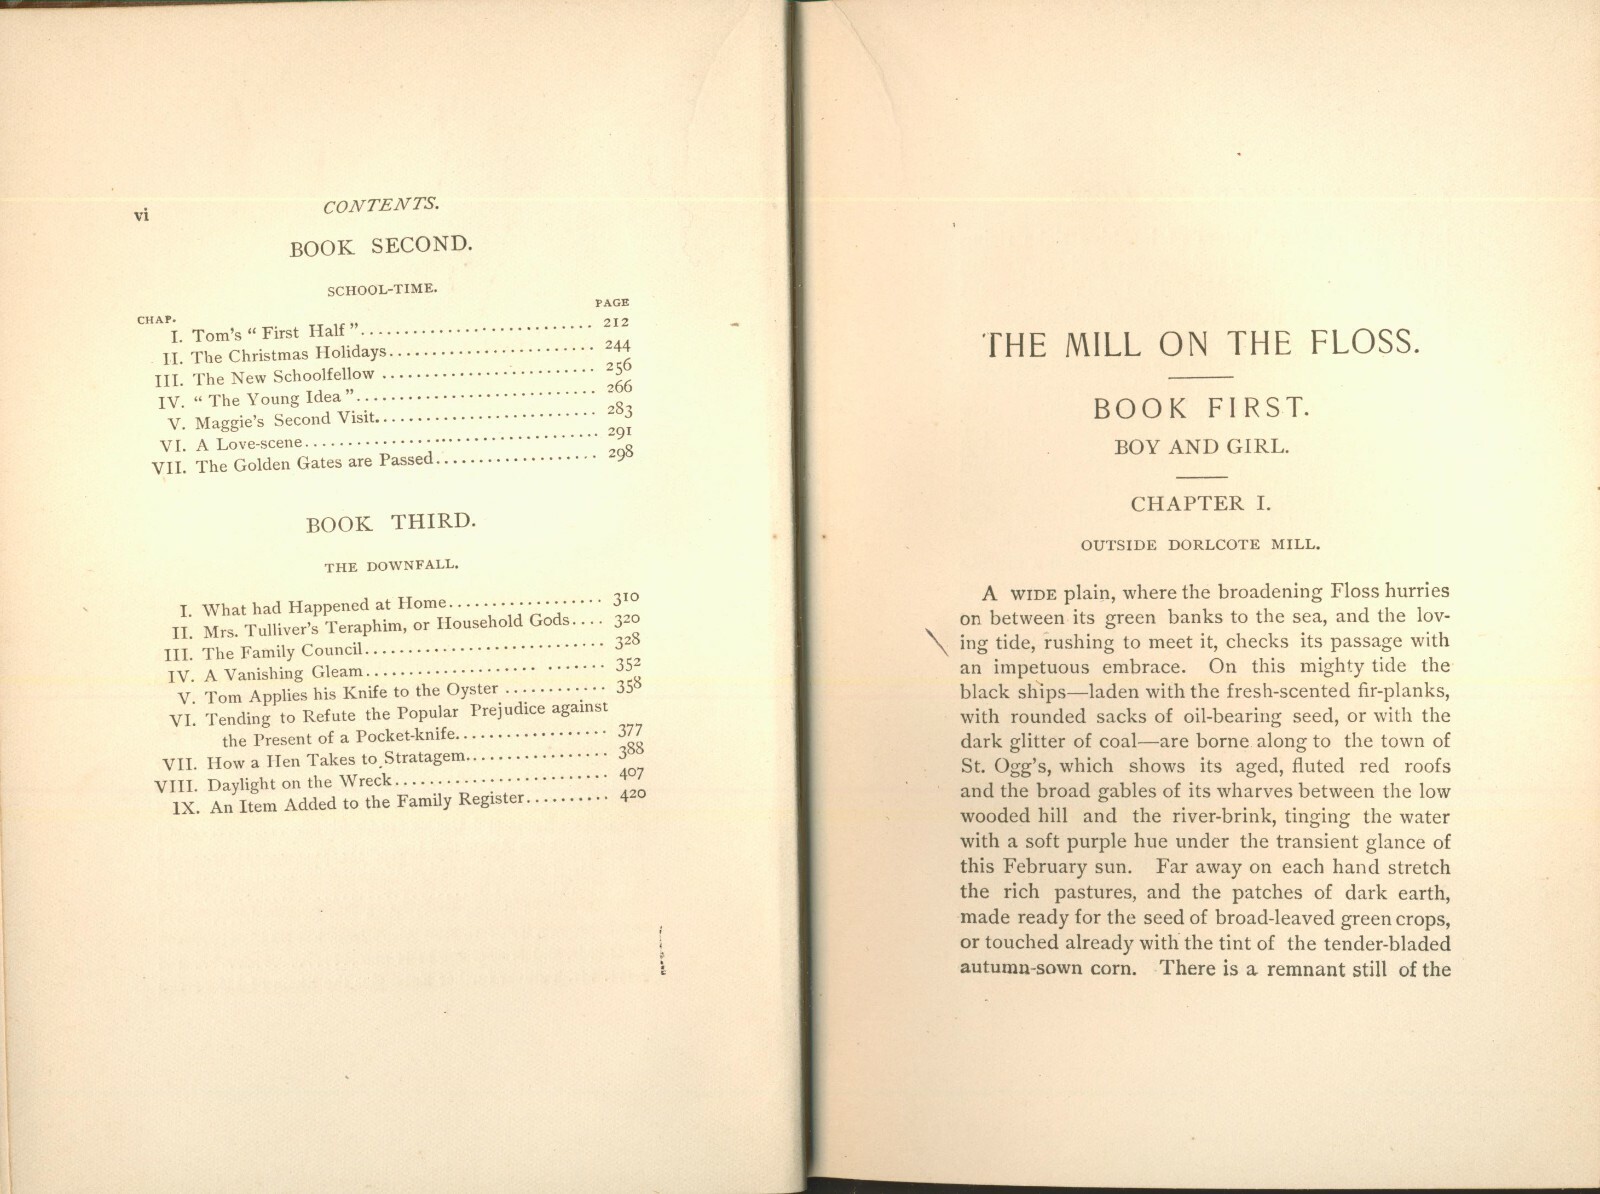 vi
CONTENTS.
BOOK SECOND.
SCHOOL-TIME.
CHAP.
PAGE
I. Tom's “ First Half ”............................ 212
II. The Christmas Holidays......................... 244
III. The New Schoolfellow .......................... 256
IV. “ The Young Idea ”............................. 266
V. Maggie's Second Visit........................... 283
VI. A Love-scene................................... 291
VII. The Golden Gates are Passed................... 298
BOOK THIRD.
THE DOWNFALL.
I. What had Happened at Home.................. 310
II. Mrs. Tulliver's Teraphim, or Household Gods.... 320
III. The Family Council............................ 328
IV. A Vanishing Gleam............................ 352
V. Tom Applies his Knife to the Oyster ............ 358
VI. Tending to Refute the Popular Prejudice against
the Present of a Pocket-knife.................. 377
VII. How a Hen Takes to Stratagem................. 388
VIII. Daylight on the Wreck......................... 407
IX. An Item Added to the Family Register.......... 420
THE MILL ON THE FLOSS.
BOOK FIRST.
BOY AND GIRL.
CHAPTER I.
OUTSIDE DORLCOTE MILL.
A WIDE plain, where the broadening Floss hurries
on between its green banks to the sea, and the lov-
ing tide, rushing to meet it, checks its passage with
an impetuous embrace. On this mighty tide the
black ships—laden with the fresh-scented fir-planks,
with rounded sacks of oil-bearing seed, or with the
dark glitter of coal—are borne along to the town of
St. Ogg's, which shows its aged, fluted red roofs
and the broad gables of its wharves between the low
wooded hill and the river-brink, tinging the water
with a soft purple hue under the transient glance of
this February sun. Far away on each hand stretch
the rich pastures, and the patches of dark earth,
made ready for the seed of broad-leaved green crops,
or touched already with the tint of the tender-bladed
autumn-sown corn. There is a remnant still of the